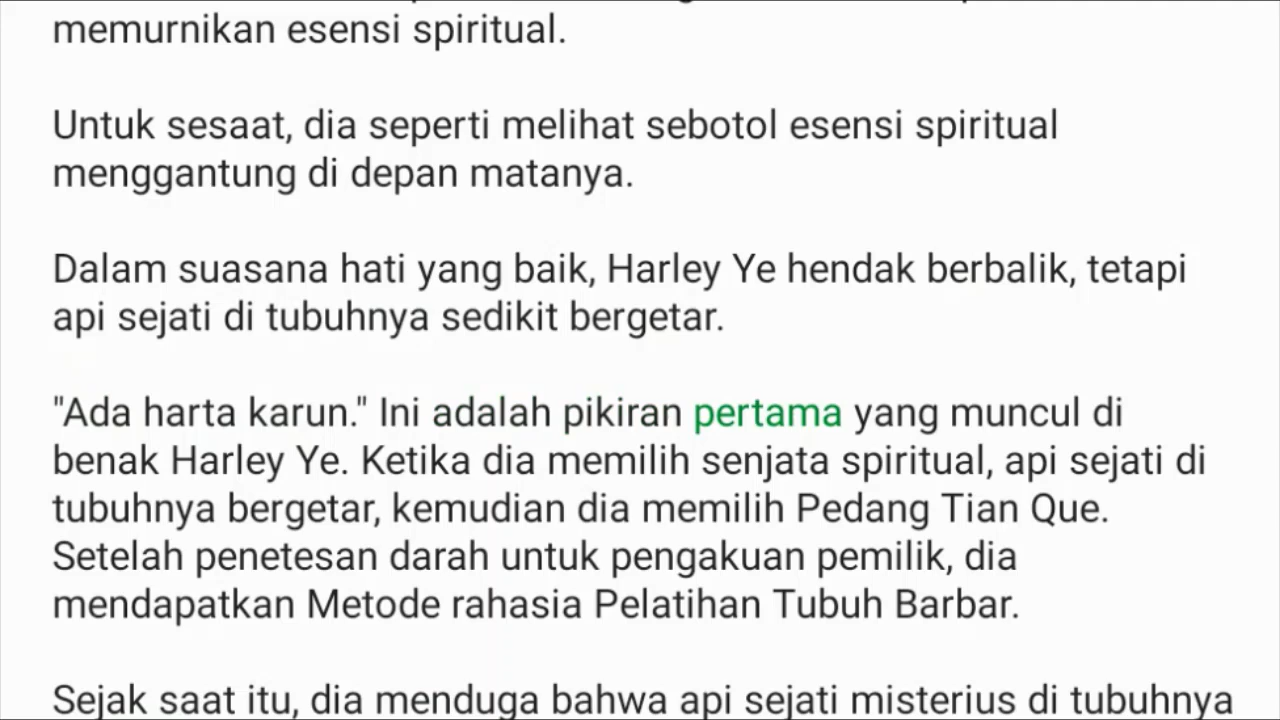 memurnikan esensi spiritual.
Untuk sesaat, dia seperti melihat sebotol esensi spiritual
menggantung di depan matanya.
Dalam suasana hati yang baik, Harley Ye hendak berbalik, tetapi
api sejati di tubuhnya sedikit bergetar.
"Ada harta karun." Ini adalah pikiran pertama yang muncul di
benak Harley Ye. Ketika dia memilih senjata spiritual, api sejati di
tubuhnya bergetar, kemudian dia memilih Pedang Tian Que.
Setelah penetesan darah untuk pengakuan pemilik, dia
mendapatkan Metode rahasia Pelatihan Tubuh Barbar.
Sejak saat itu, dia menduga bahwa api sejati misterius di tubuhnya